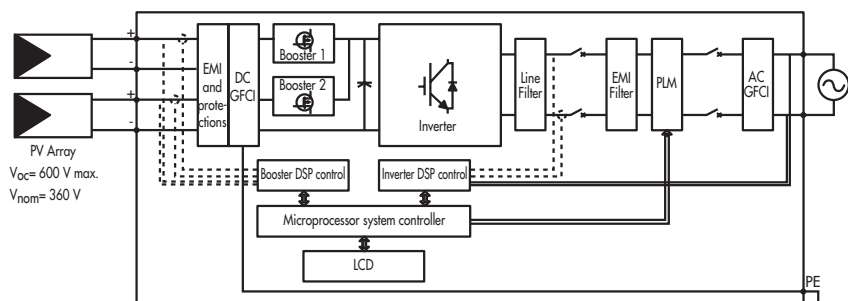 +
-
+
-
PV Array
Voc= 600 V max.
Vnom= 360 V
EMI
and
prote-
ctions
DC
GFCI
Booster 1
Booster 2
Inverter
Line
Filter
EMI
Filter
PLM
AC
GFCI
Booster DSP control
Inverter DSP control
Microprocessor system controller
LCD
PE